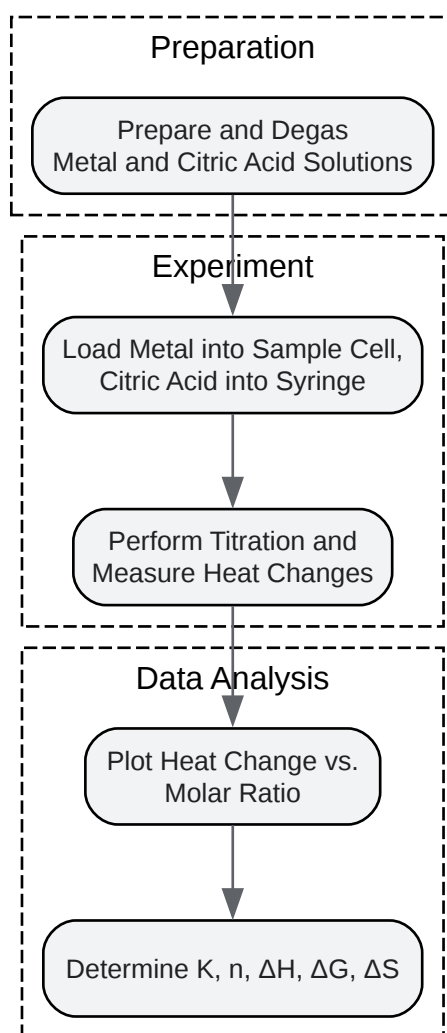 Preparation
Prepare and Degas
Metal and Citric Acid Solutions
Experiment
Load Metal into Sample Cell,
Citric Acid into Syringe
Perform Titration and
Measure Heat Changes
Data Analysis
Plot Heat Change vs.
Molar Ratio
Determine K, n, ΔH, ΔG, ΔS